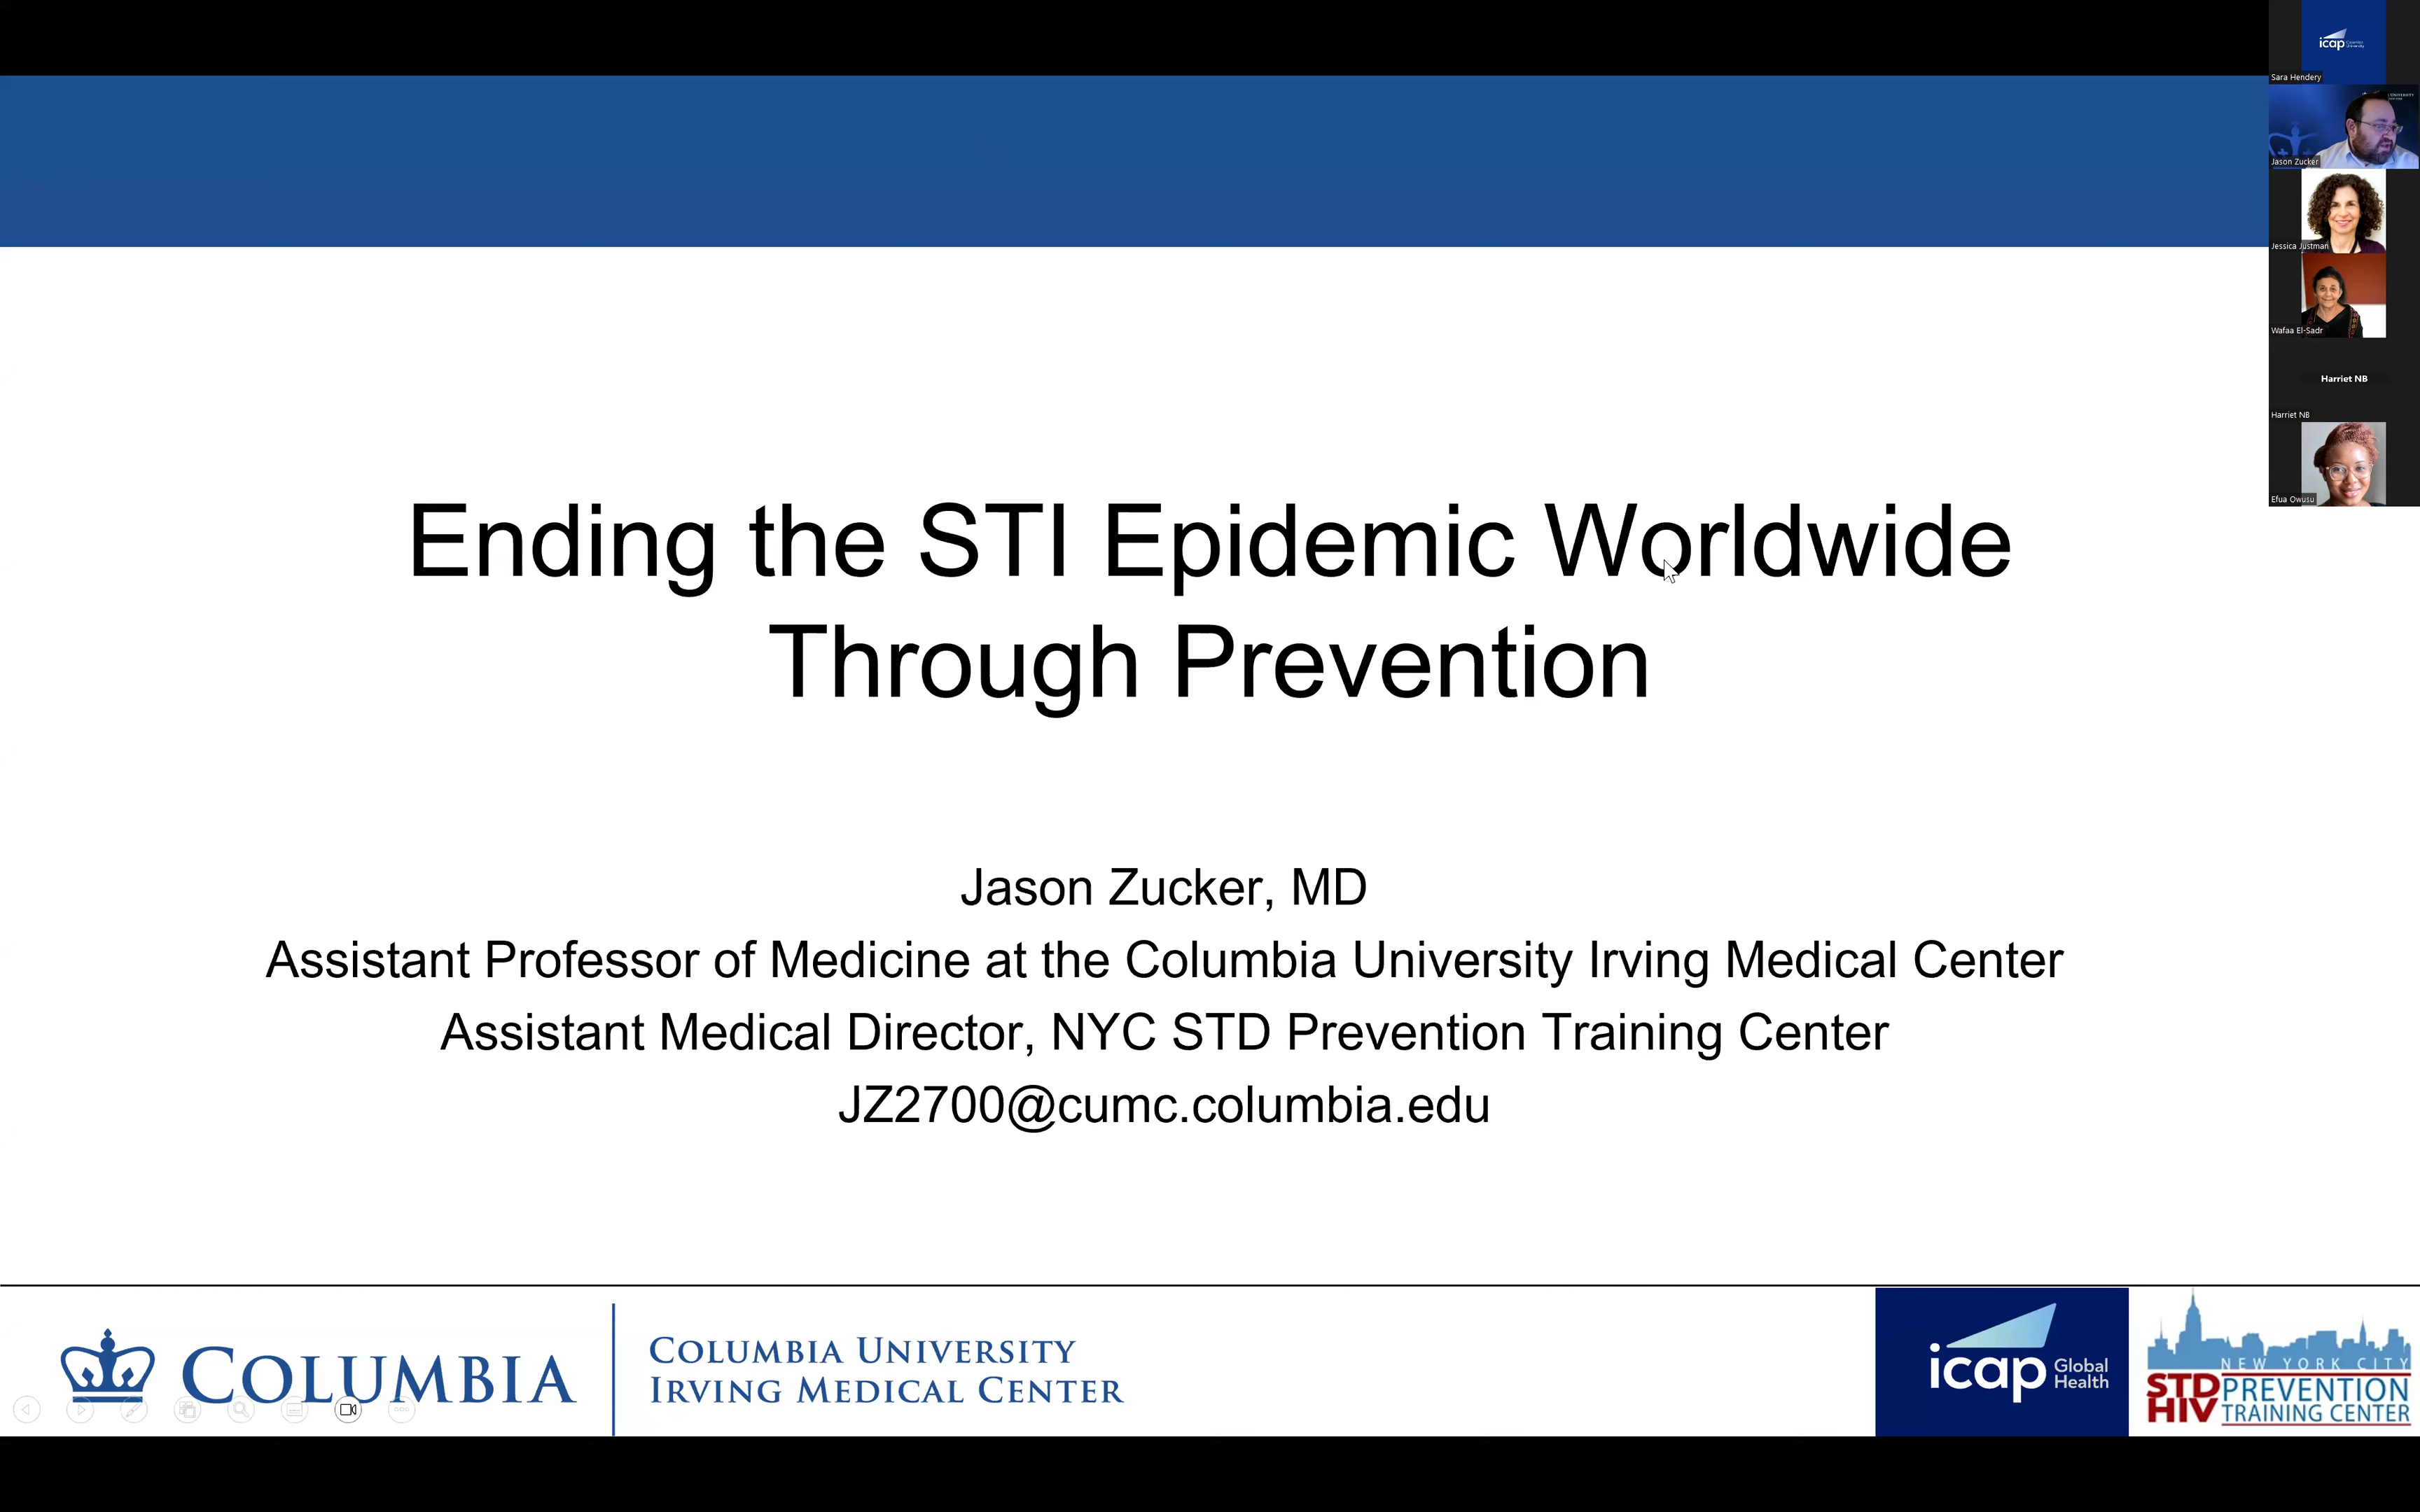 Ending the STI Epidemic Worldwide
Through Prevention
Jason Zucker, MD
Assistant Professor of Medicine at the Columbia University Irving Medical Center
Assistant Medical Director, NYC STD Prevention Training Center
JZ2700@cumc.columbia.edu
COLUMBIA
COLUMBIA UNIVERSITY
IRVING MEDICAL CENTER
icap Global
Health
NEW YORK CITY
STD PREVENTION
HIV TRAINING CENTER
icap
Sara Hendery
Jason Zucker
Jessica Justman
Wafaa El-Sadr
Harriet NB
Harriet NB
Efua Owusu